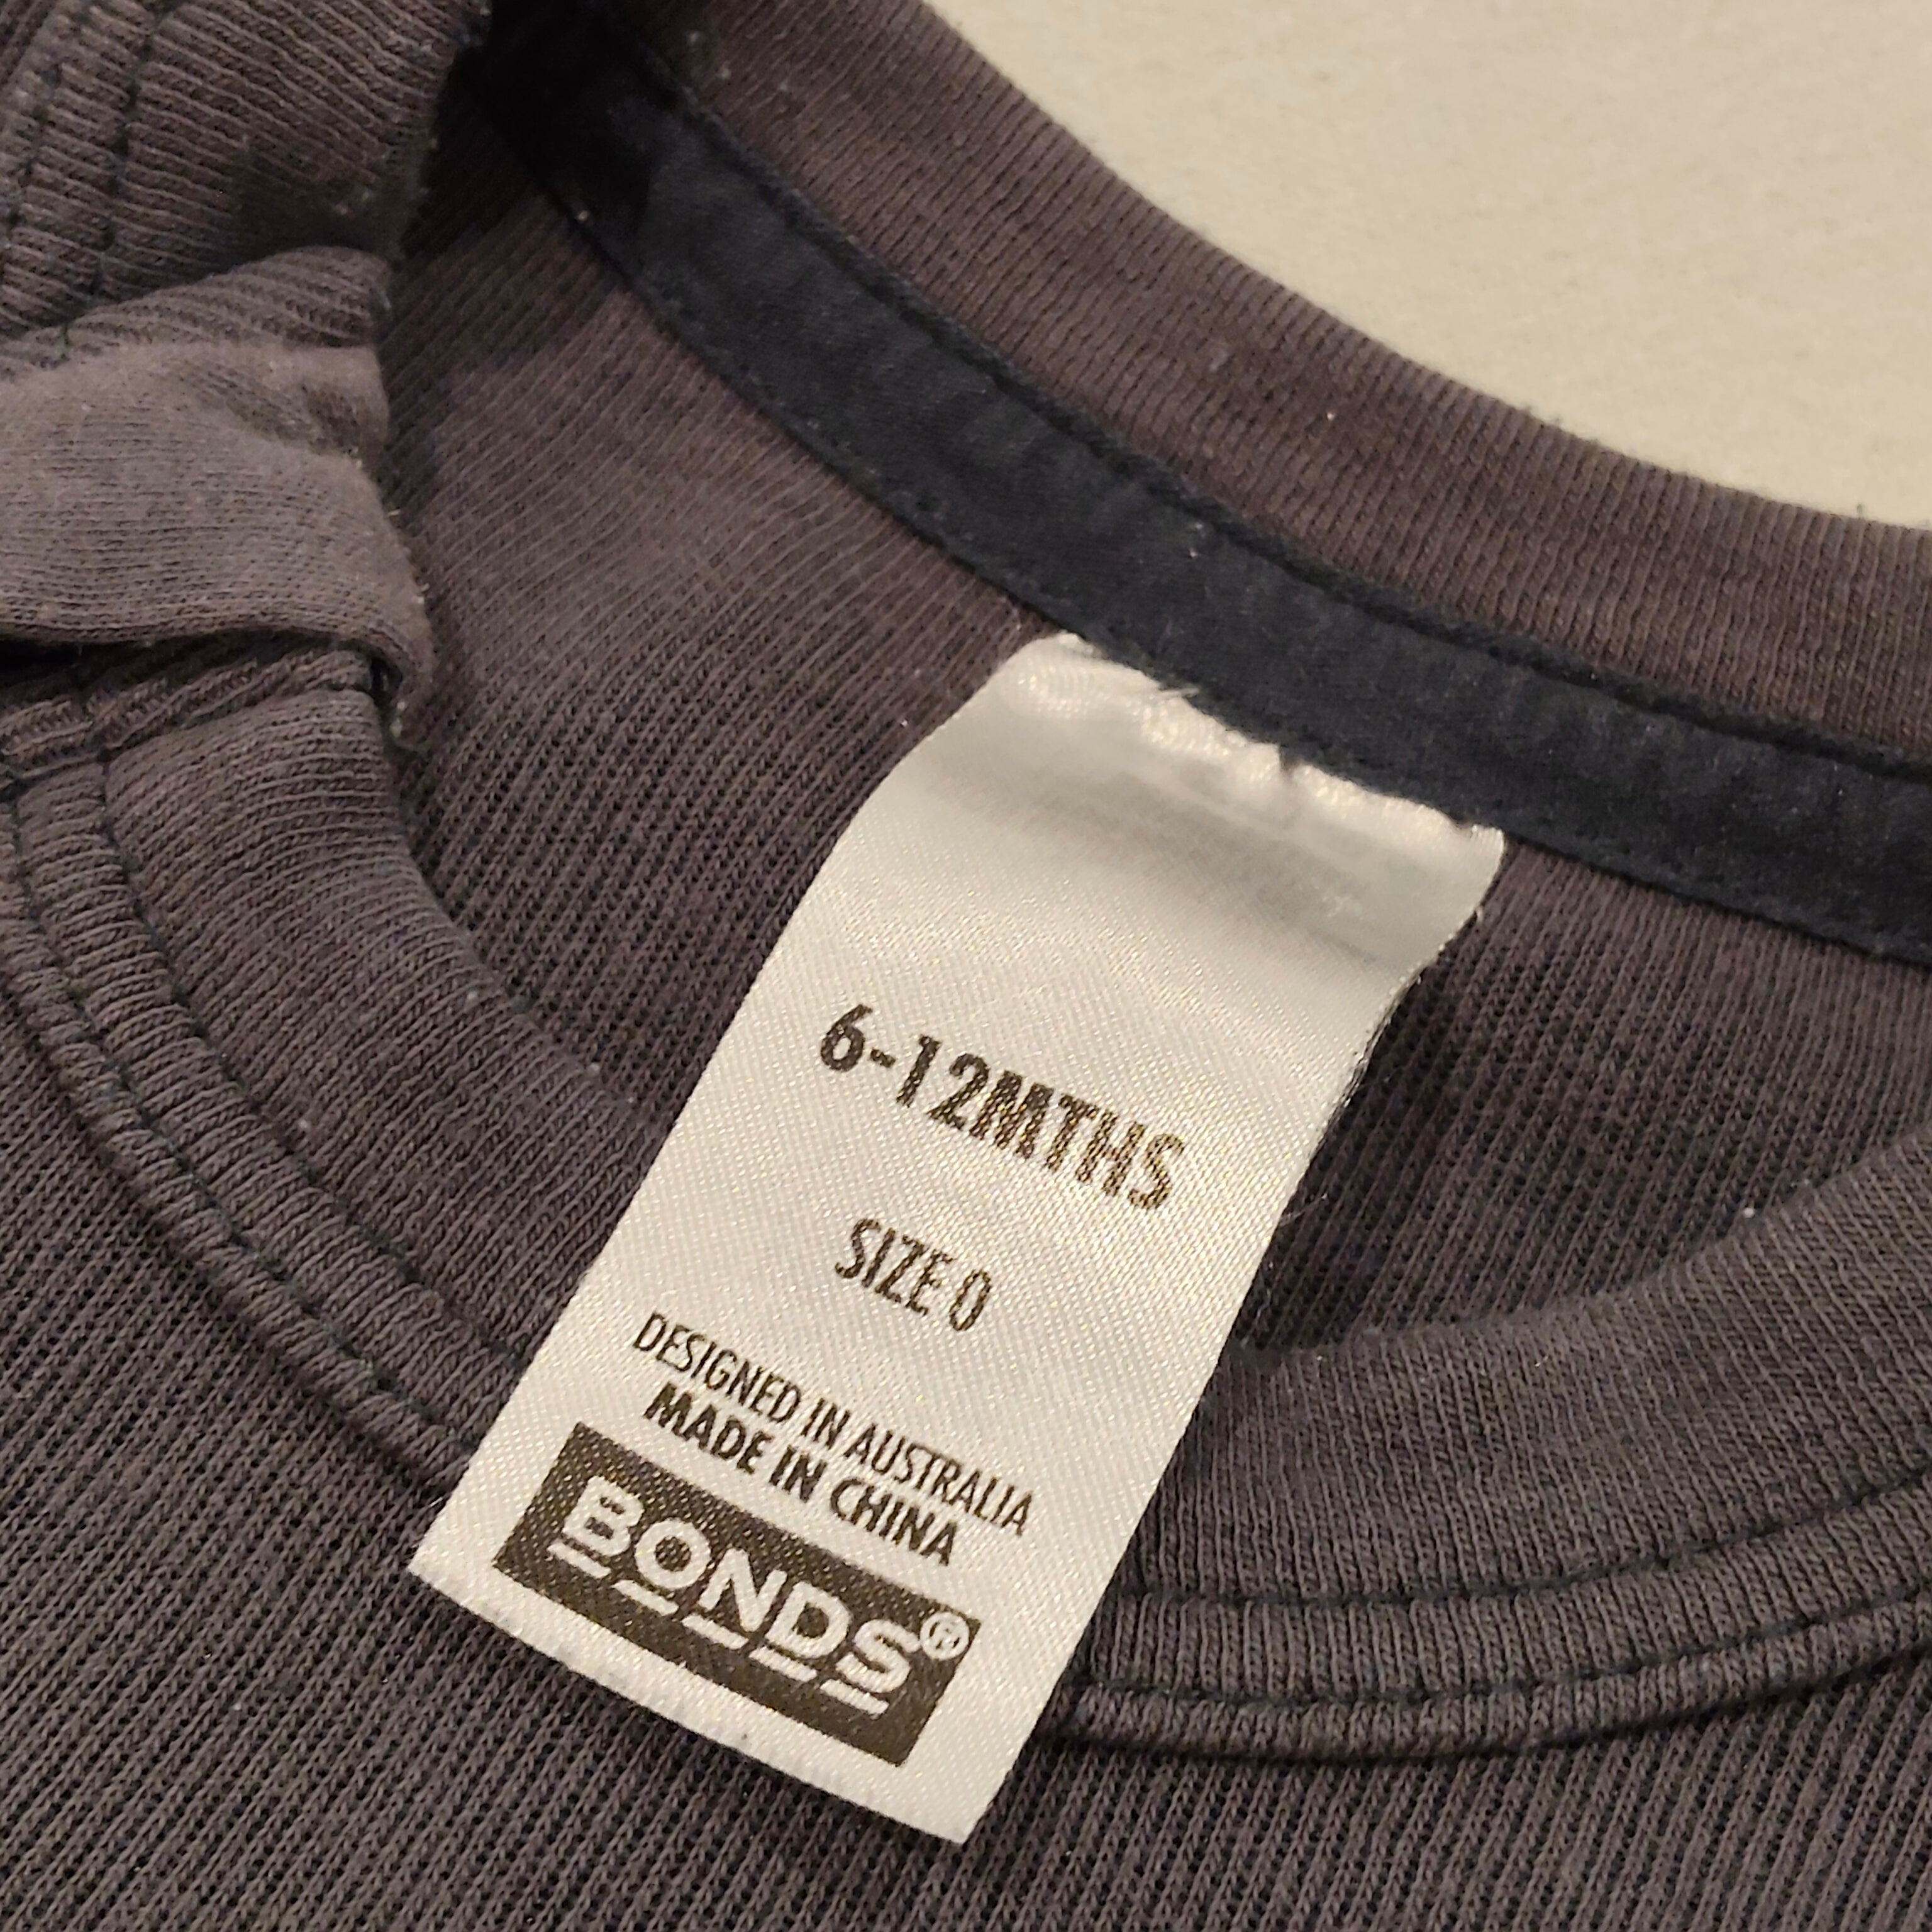 6-12MTHS
SIZE 0
DESIGNED IN AUSTRALIA
MADE IN CHINA
BONDS®